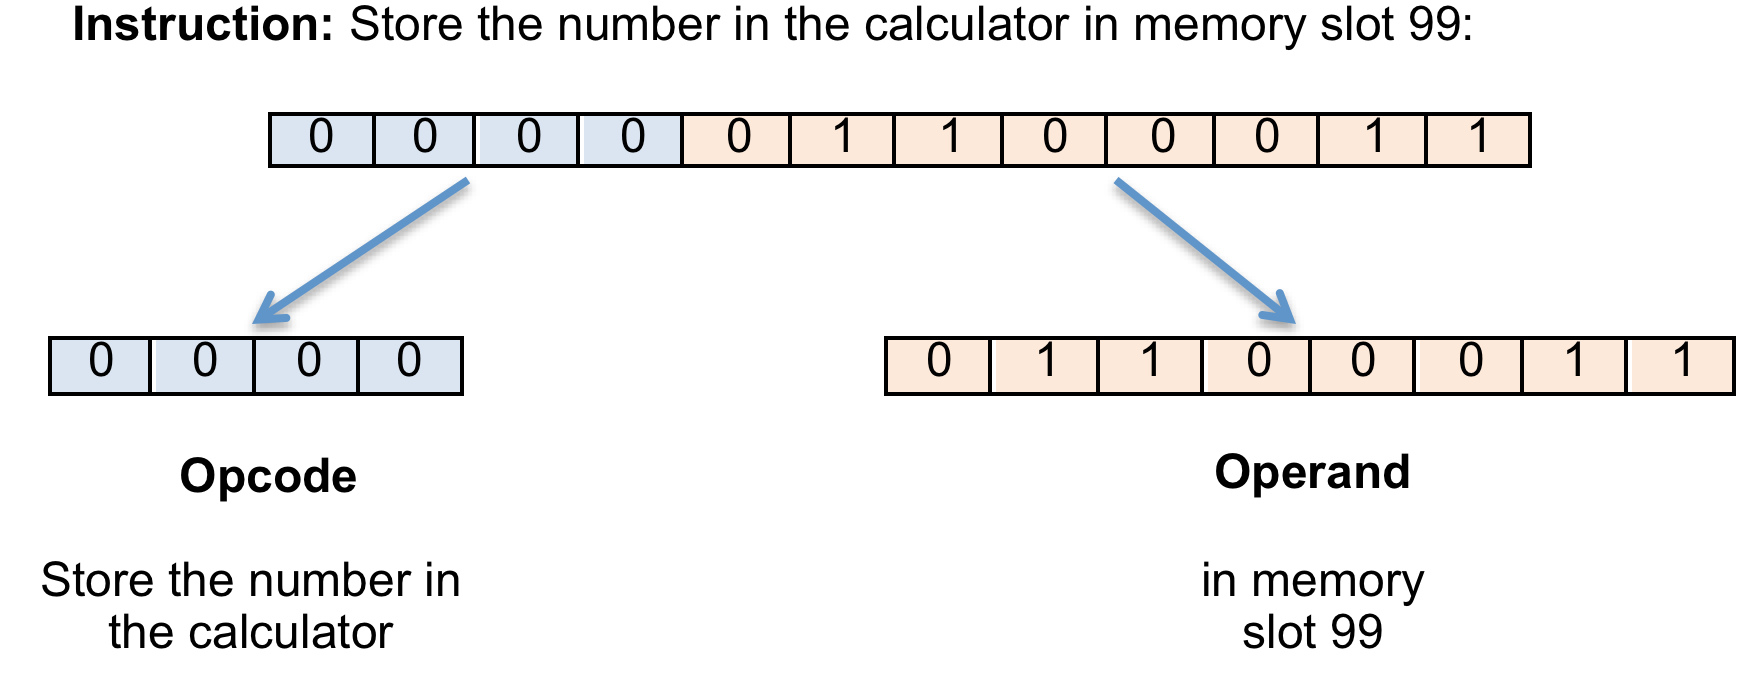 Instruction: Store the number in the calculator in memory slot 99:
0 0 0 0 0 1 1 0 0 0 1 1
0 0 0 0
0 1 1 0 0 0 1 1
Opcode
Operand
Store the number in
the calculator
in memory
slot 99